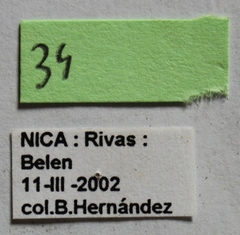 34
NICA : Rivas :
Belen
11-III -2002
col.B.Hernández